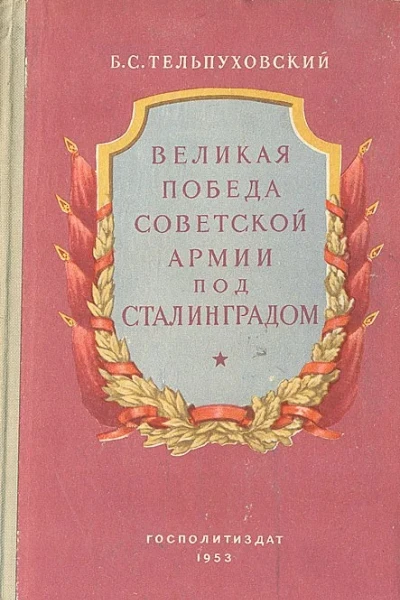 Б.С.ТЕЛЬПУХОВСКИЙ
ВЕЛИКАЯ
ПОБЕДА
СОВЕТСКОЙ
АРМИИ
ПОД
СТАЛИНГРАДОМ
ГОСПОЛИТИЗДАТ
1953